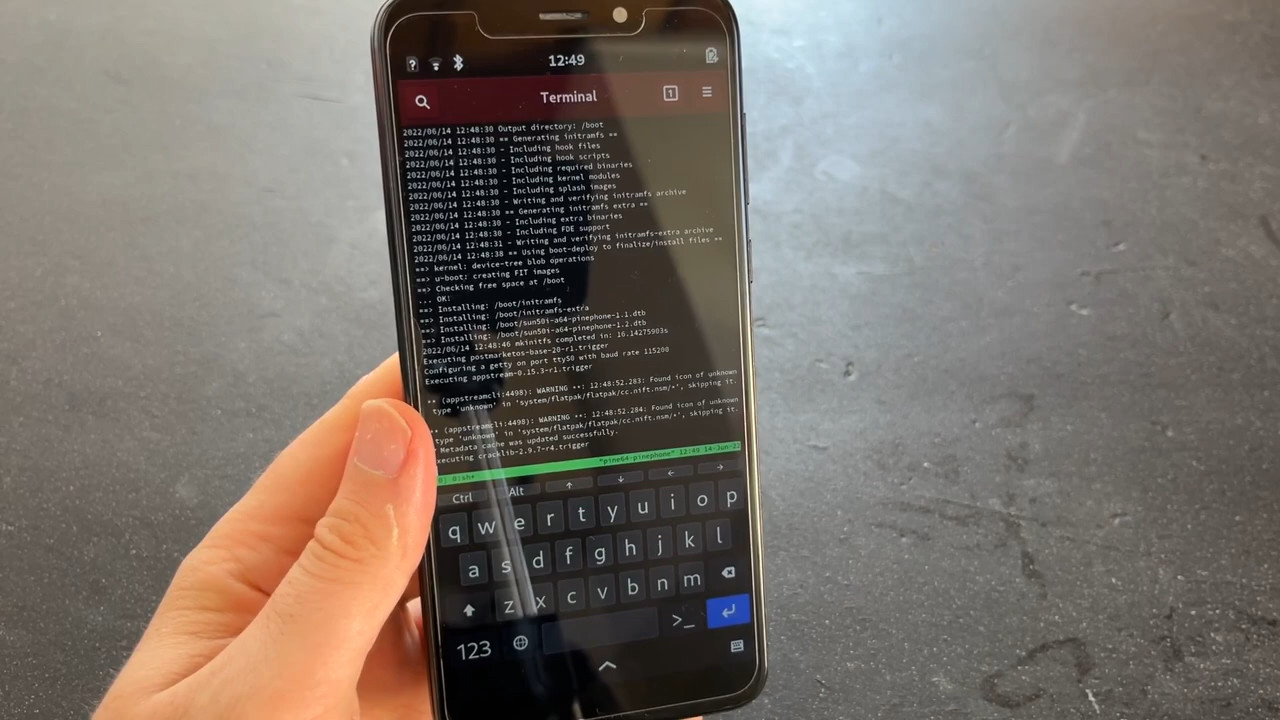 12:49
Terminal
1
2022/06/14 12:48:30 Output directory: /boot
2022/06/14 12:48:30 == Generating initramfs ==
2022/06/14 12:48:30 - Including hook files
2022/06/14 12:48:30 - Including hook scripts
2022/06/14 12:48:30 - Including required binaries
2022/06/14 12:48:30 - Including kernel modules
2022/06/14 12:48:30 - Including splash images
2022/06/14 12:48:30 - Writing and verifying initramfs archive
2022/06/14 12:48:30 == Generating initramfs extra ==
2022/06/14 12:48:30 - Including extra binaries
2022/06/14 12:48:30 - Including FDE support
2022/06/14 12:48:31 - Writing and verifying initramfs-extra archive
2022/06/14 12:48:38 == Using boot-deploy to finalize/install files ==
==> kernel: device-tree blob operations
==> u-boot: creating FIT images
==> Checking free space at /boot
... OK!
==> Installing: /boot/initramfs
==> Installing: /boot/initramfs-extra
==> Installing: /boot/sun50i-a64-pinephone-1.1.dtb
==> Installing: /boot/sun50i-a64-pinephone-1.2.dtb
2022/06/14 12:48:46 mkinitfs completed in: 16.14275903s
Executing postmarketos-base-20-r1.trigger
Configuring a getty on port ttyS0 with baud rate 115200
Executing appstream-0.15.3-r1.trigger
** (appstreamcli:4498): WARNING **: 12:48:52.283: Found icon of unknown
type 'unknown' in 'system/flatpak/flatpak/cc.nift.nsm/*', skipping it.
** (appstreamcli:4498): WARNING **: 12:48:52.284: Found icon of unknown
type 'unknown' in 'system/flatpak/flatpak/cc.nift.nsm/*', skipping it.
Metadata cache was updated successfully.
xecuting cracklib-2.9.7-r4.trigger
0:sh* "pine64-pinephone" 12:49 14-Jun-22
Ctrl Alt ↑ ↓ ← →
q w e r t y u i o p
a s d f g h j k l
z x c v b n m
123 >_